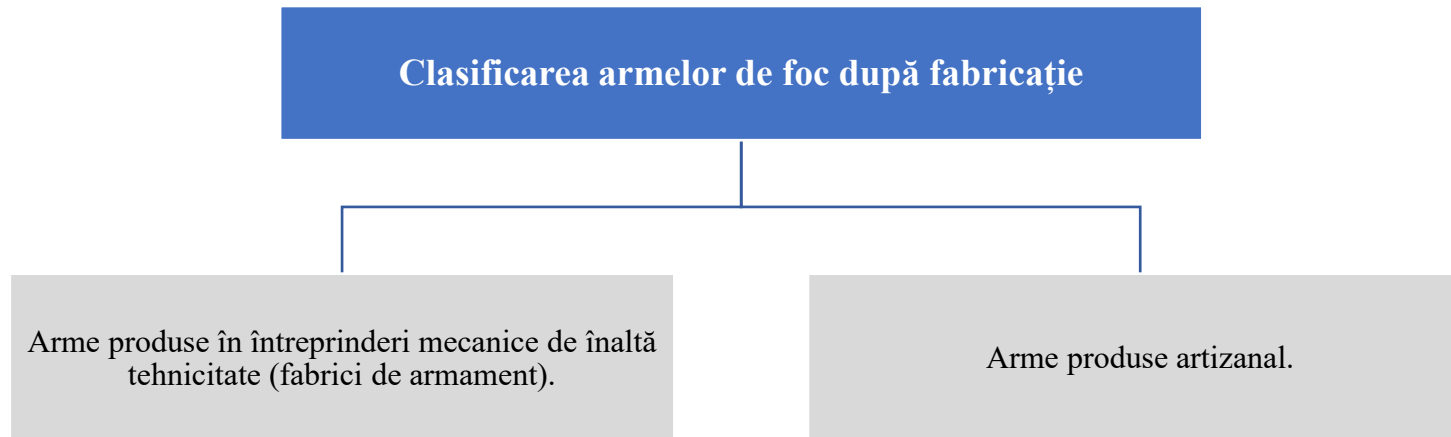 Clasificarea armelor de foc după fabricație
Arme produse în întreprinderi mecanice de înaltă
tehnicitate (fabrici de armament).
Arme produse artizanal.